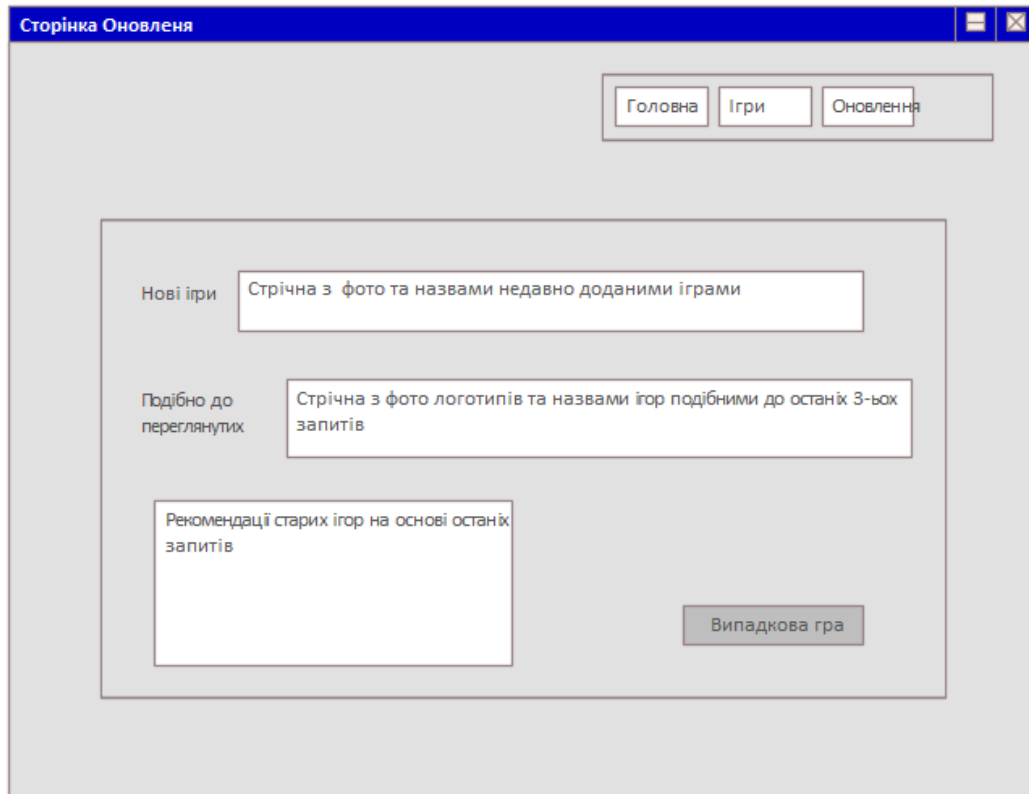 Сторінка Оновленя
Головна
Ігри
Оновлення
Нові ігри
Стрічна з фото та назвами недавно доданими іграми
Подібно до
переглянутих
Стрічна з фото логотипів та назвами ігор подібними до останіх 3-ьох
запитів
Рекомендації старих ігор на основі останіх
запитів
Випадкова гра